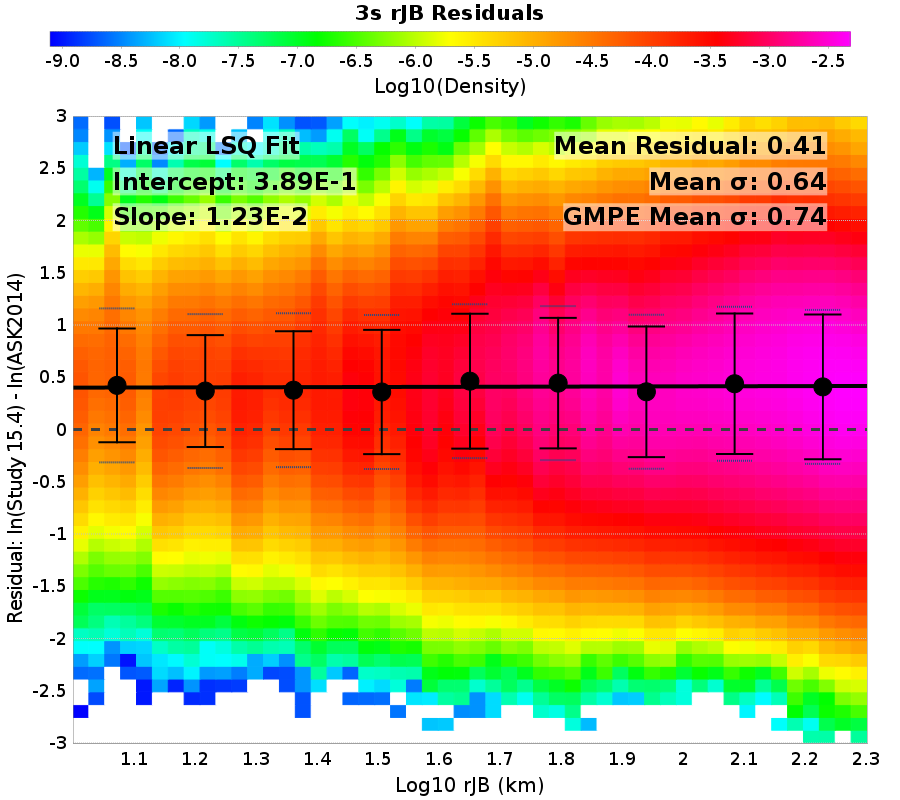 3s rJB Residuals
-9.0 -8.5 -8.0 -7.5 -7.0 -6.5 -6.0 -5.5 -5.0 -4.5 -4.0 -3.5 -3.0 -2.5
Log10(Density)
Linear LSQ Fit
Intercept: 3.89E-1
Slope: 1.23E-2
Mean Residual: 0.41
Mean σ: 0.64
GMPE Mean σ: 0.74
Residual: ln(Study 15.4) - ln(ASK2014)
3
2.5
2
1.5
1
0.5
0
-0.5
-1
-1.5
-2
-2.5
-3
1.1 1.2 1.3 1.4 1.5 1.6 1.7 1.8 1.9 2 2.1 2.2 2.3
Log10 rJB (km)